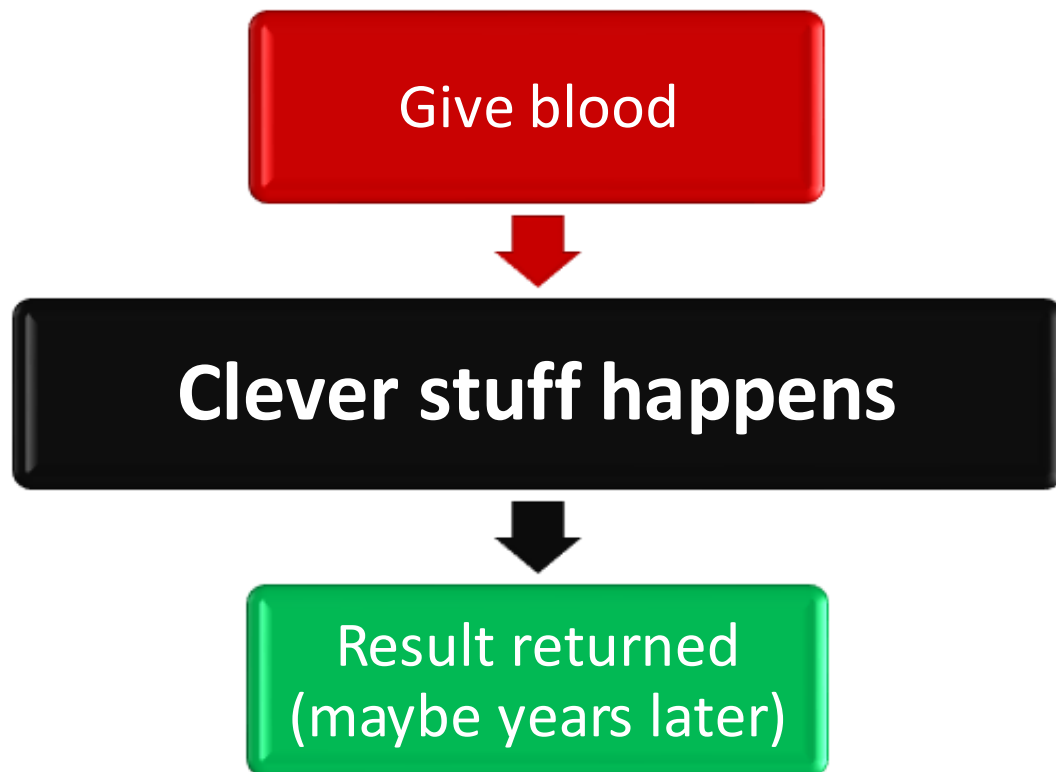 Give blood
Clever stuff happens
Result returned
(maybe years later)